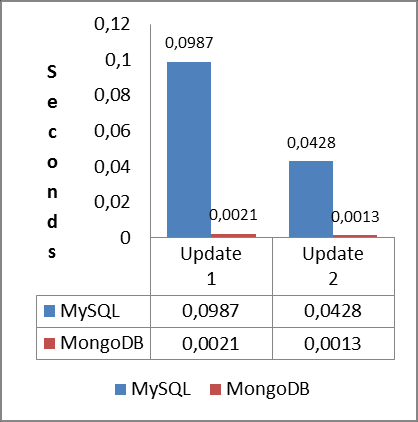 Seconds
0,12
0,1
0,08
0,06
0,04
0,02
0
0,0987
0,0021
0,0428
0,0013
Update
1
Update
2
MySQL 0,0987 0,0428
MongoDB 0,0021 0,0013
MySQL MongoDB